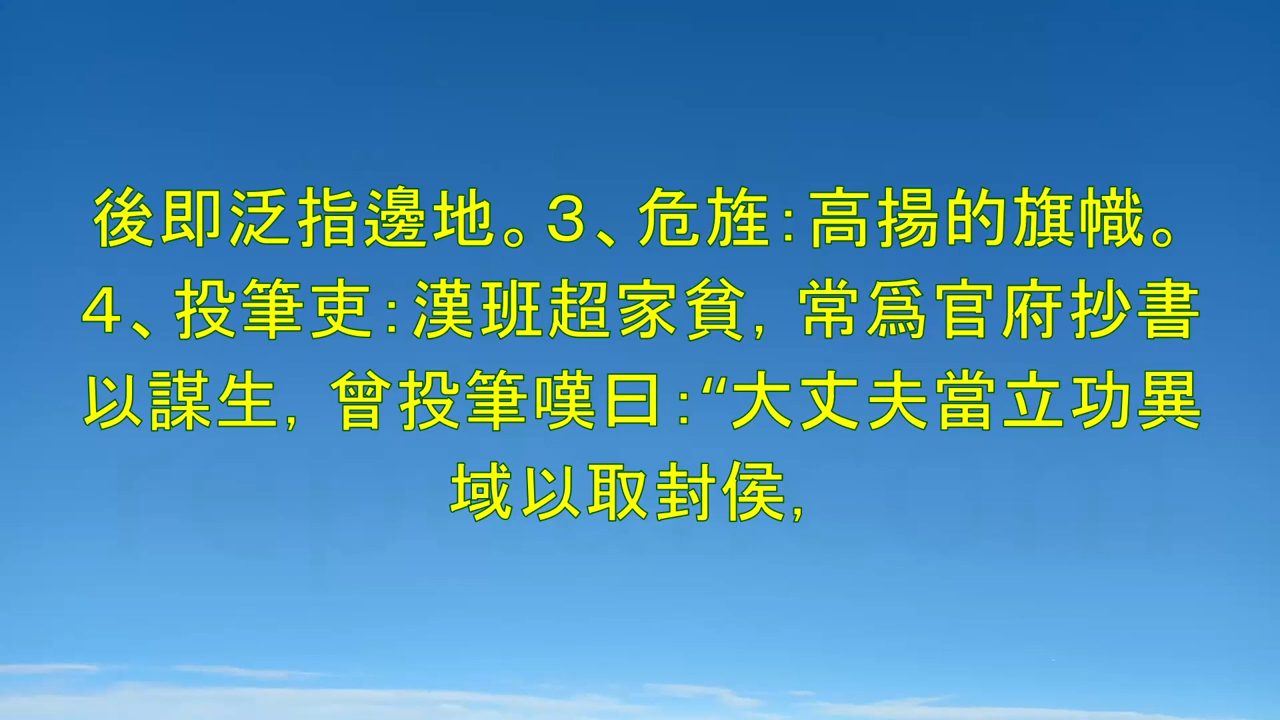 後即泛指邊地。3、危旌：高揚的旗幟。
4、投筆吏：漢班超家貧，常爲官府抄書
以謀生，曾投筆嘆曰：“大丈夫當立功異
域以取封侯，